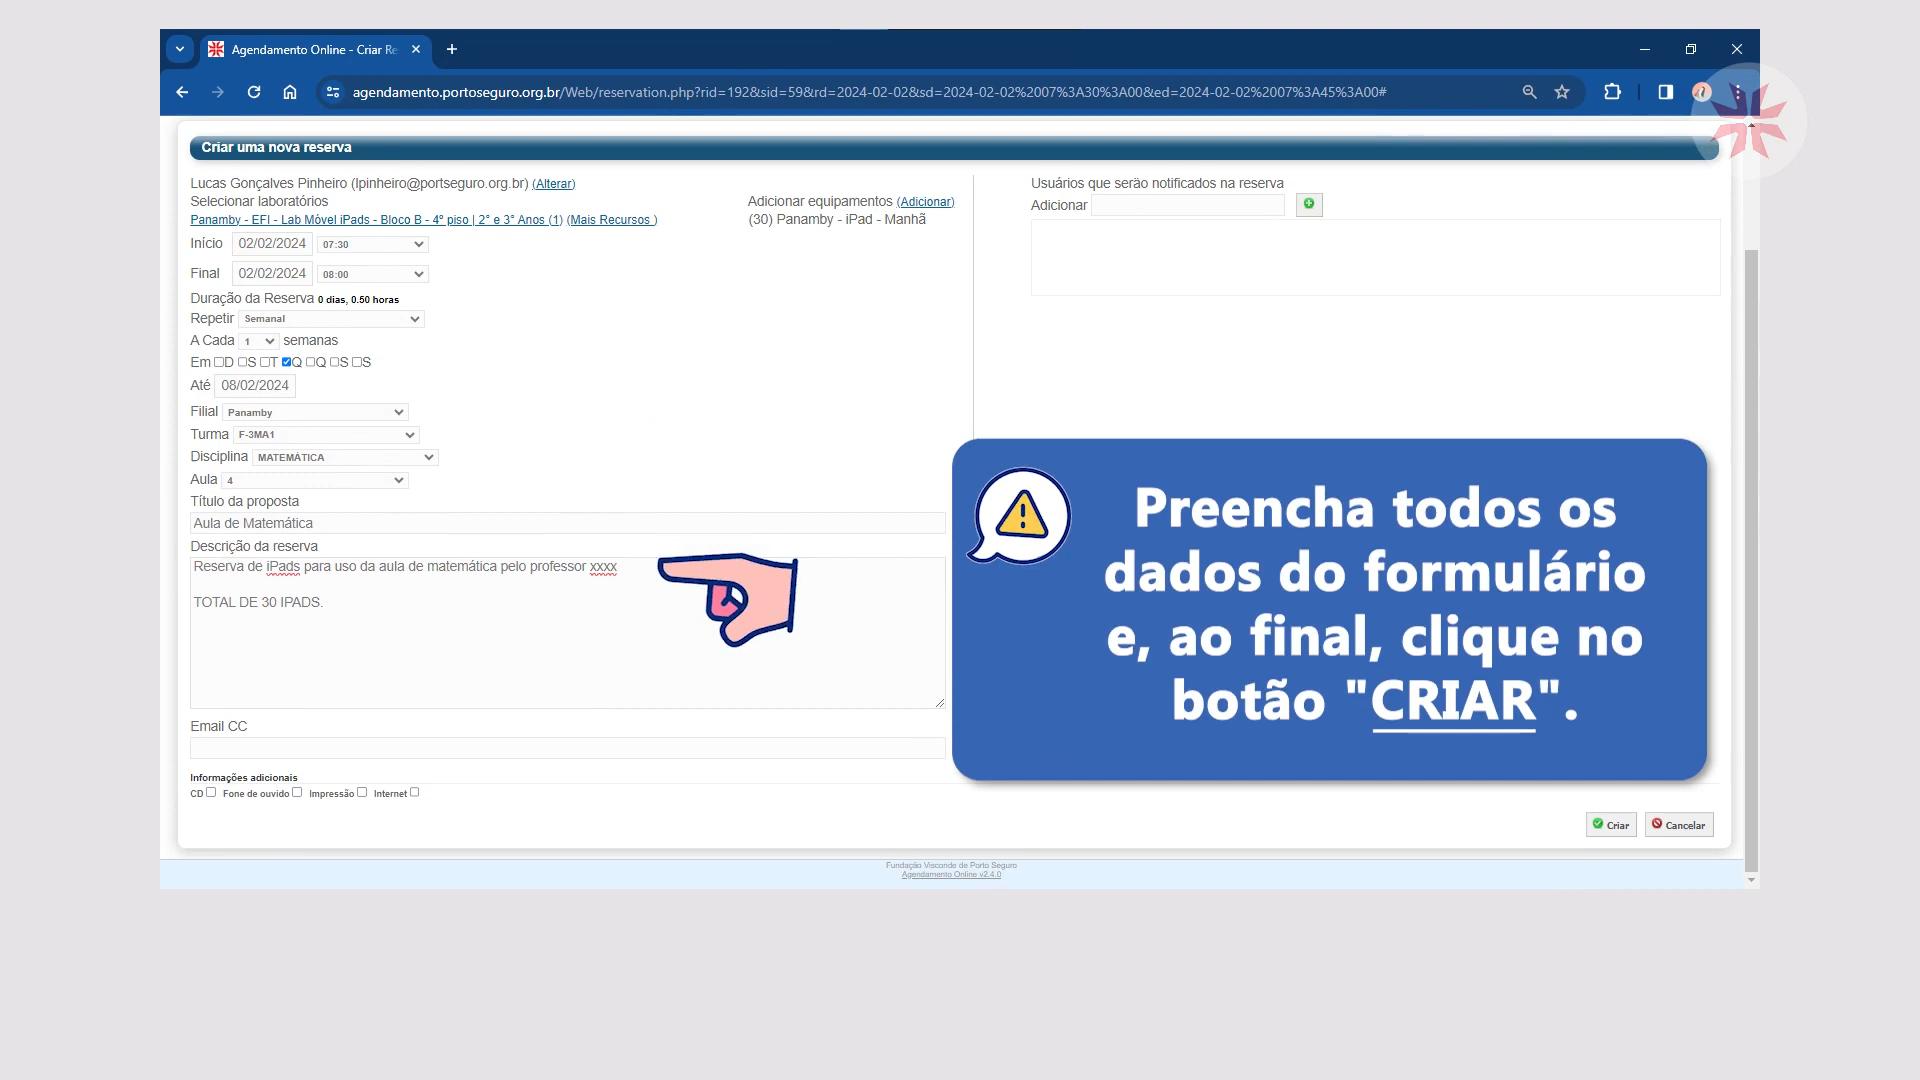 Agendamento Online - Criar Re
agendamento.portoseguro.org.br/Web/reservation.php?rid=192&sid=59&rd=2024-02-02&sd=2024-02-02%2007%3A30%3A00&ed=2024-02-02%2007%3A45%3A00#
Criar uma nova reserva
Lucas Gonçalves Pinheiro (lpinheiro@portseguro.org.br) (Alterar)
Selecionar laboratórios
Panamby - EFI - Lab Móvel iPads - Bloco B - 4º piso | 2° e 3° Anos (1) (Mais Recursos )
Adicionar equipamentos (Adicionar)
(30) Panamby - iPad - Manhã
Início 02/02/2024 07:30
Final 02/02/2024 08:00
Duração da Reserva 0 dias, 0.50 horas
Repetir Semanal
A Cada 1 semanas
Em D S T Q Q S S
Até 08/02/2024
Filial Panamby
Turma F-3MA1
Disciplina MATEMÁTICA
Aula 4
Título da proposta
Aula de Matemática
Descrição da reserva
Reserva de iPads para uso da aula de matemática pelo professor xxxx
TOTAL DE 30 IPADS.
Email CC
Informações adicionais
CD Fone de ouvido Impressão Internet
Usuários que serão notificados na reserva
Adicionar
Preencha todos os
dados do formulário
e, ao final, clique no
botão "CRIAR".
Criar Cancelar
Fundação Visconde de Porto Seguro
Agendamento Online v2.4.0